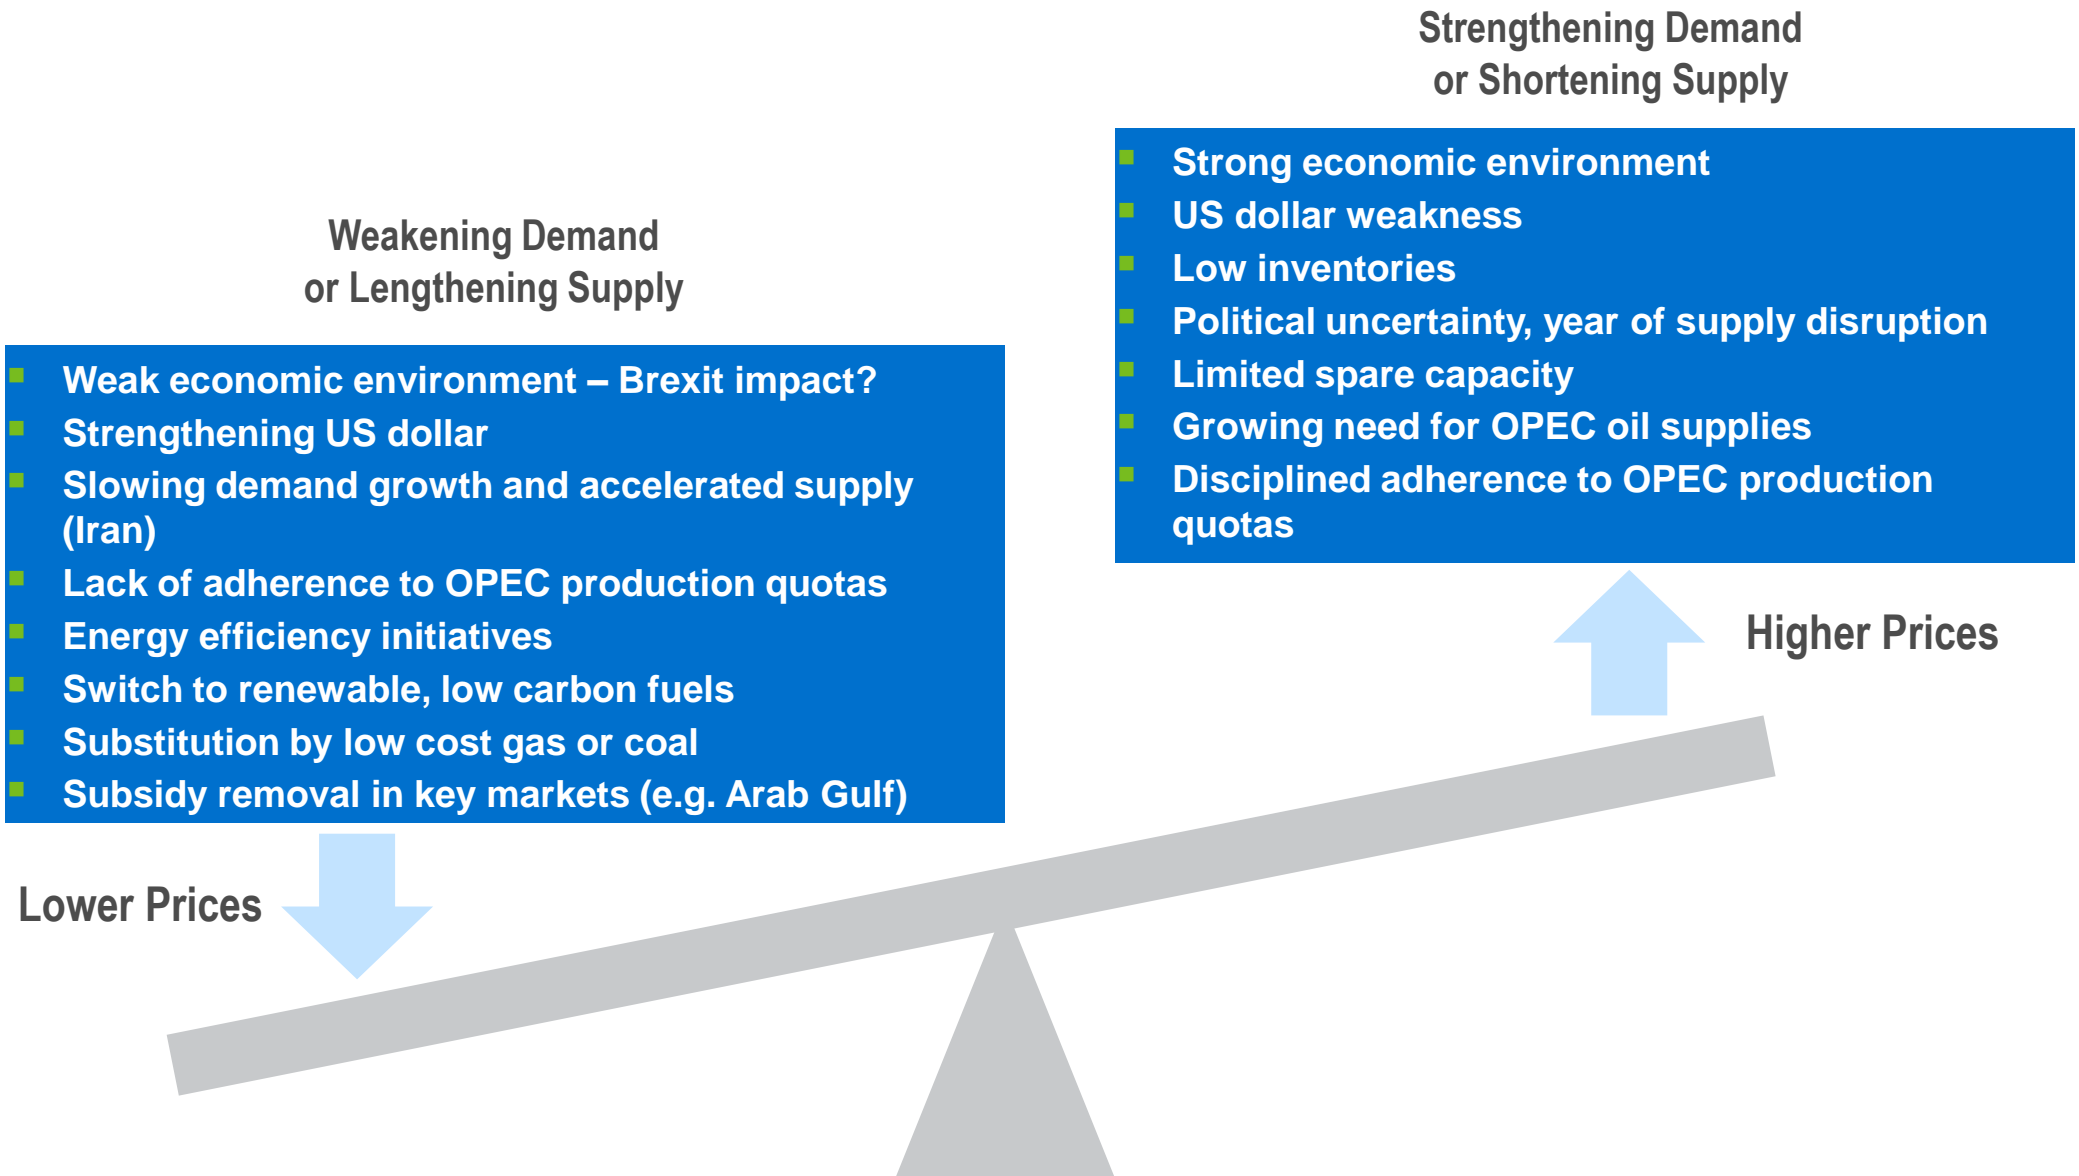 Strengthening Demand
or Shortening Supply
Strong economic environment
US dollar weakness
Low inventories
Political uncertainty, year of supply disruption
Limited spare capacity
Growing need for OPEC oil supplies
Disciplined adherence to OPEC production
quotas
Higher Prices
Weakening Demand
or Lengthening Supply
Weak economic environment – Brexit impact?
Strengthening US dollar
Slowing demand growth and accelerated supply
(Iran)
Lack of adherence to OPEC production quotas
Energy efficiency initiatives
Switch to renewable, low carbon fuels
Substitution by low cost gas or coal
Subsidy removal in key markets (e.g. Arab Gulf)
Lower Prices